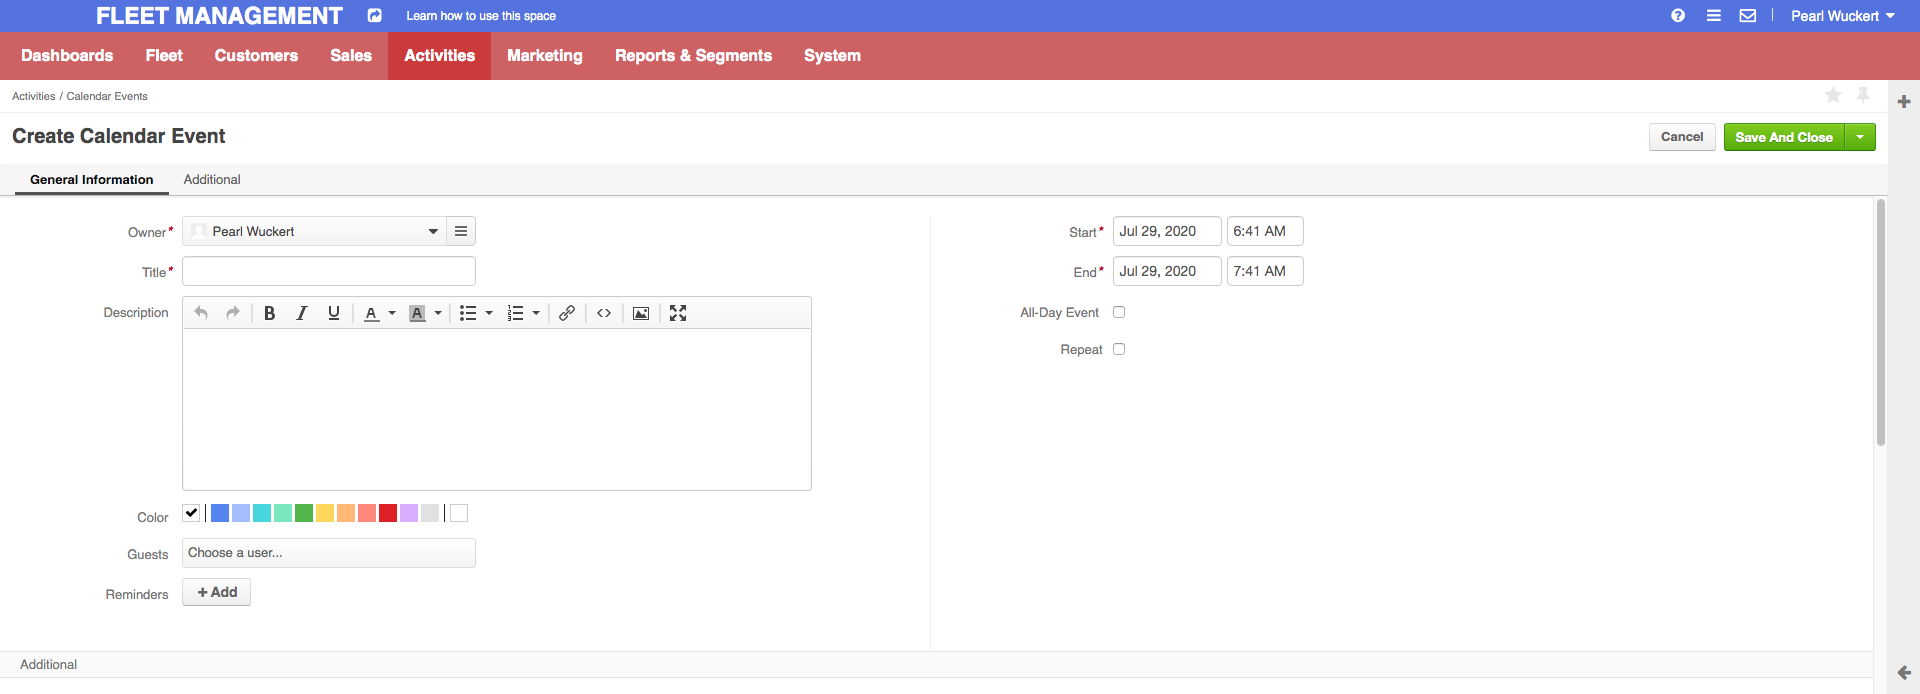 FLEET MANAGEMENT Learn how to use this space Pearl Wuckert
Dashboards Fleet Customers Sales Activities Marketing Reports & Segments System
Activities / Calendar Events
Create Calendar Event Cancel Save And Close
General Information Additional
Owner* Pearl Wuckert
Title*
Description B I U A A
Color
Guests Choose a user...
Reminders + Add
Start* Jul 29, 2020 6:41 AM
End* Jul 29, 2020 7:41 AM
All-Day Event
Repeat
Additional